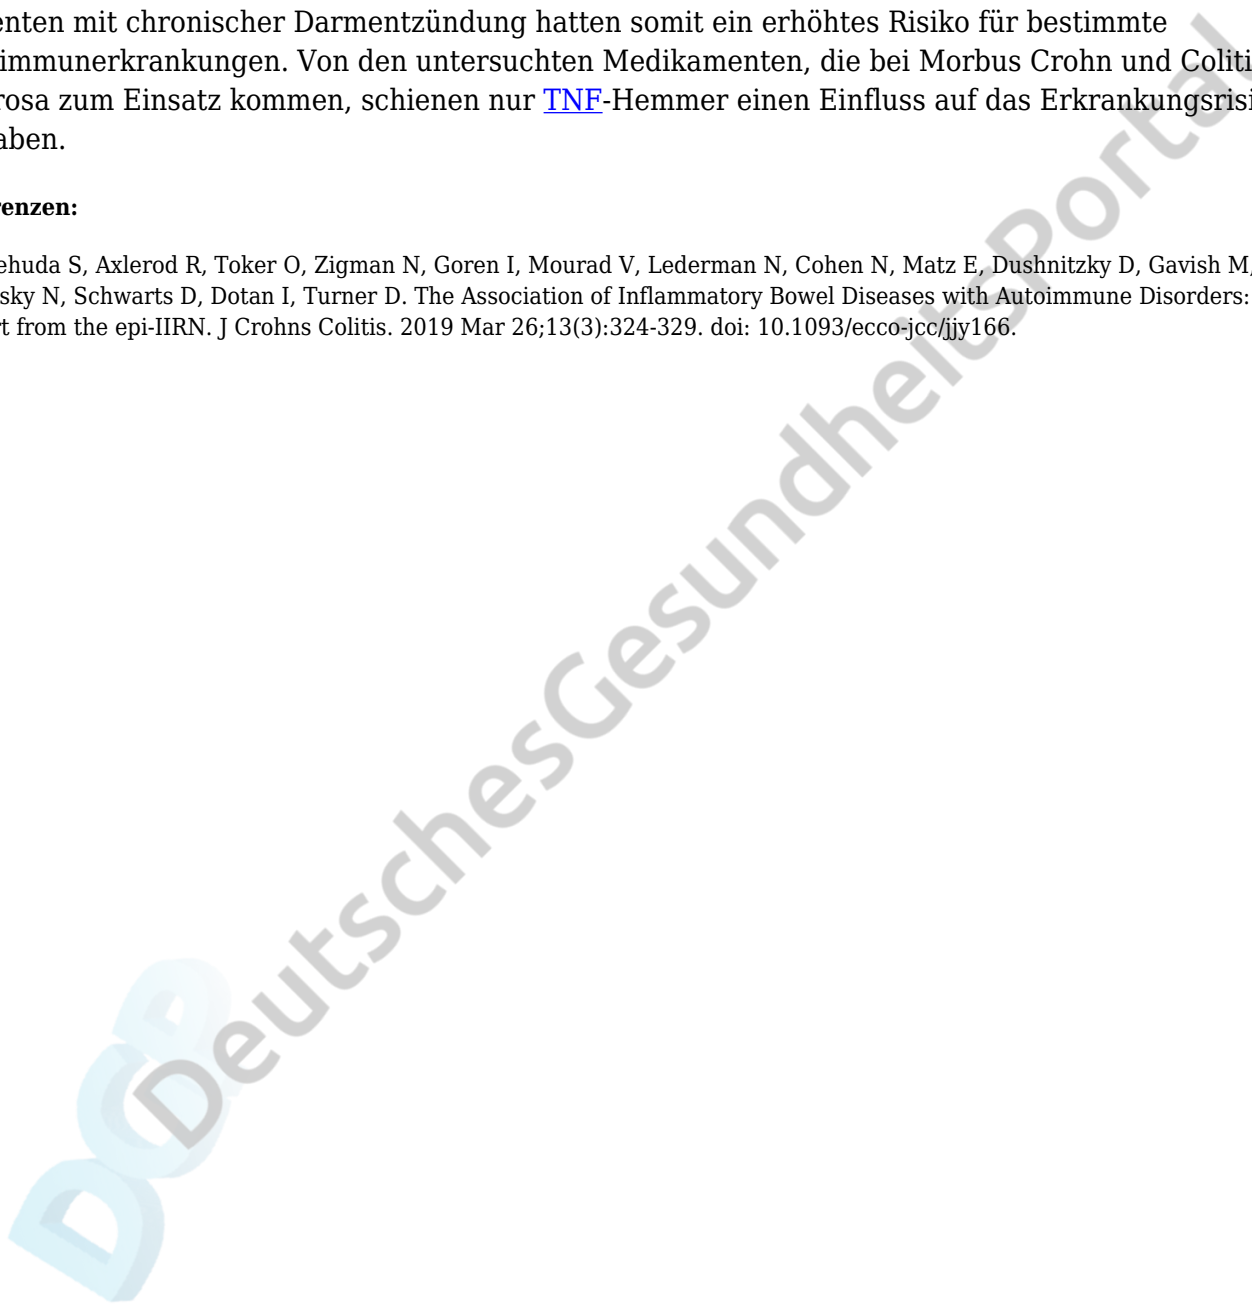 enten mit chronischer Darmentzündung hatten somit ein erhöhtes Risiko für bestimmte
immunerkrankungen. Von den untersuchten Medikamenten, die bei Morbus Crohn und Coliti
rosa zum Einsatz kommen, schienen nur TNF-Hemmer einen Einfluss auf das Erkrankungsrisi
aben.
enzen:
ehuda S, Axlerod R, Toker O, Zigman N, Goren I, Mourad V, Lederman N, Cohen N, Matz E, Dushnitzky D, Gavish M,
sky N, Schwarts D, Dotan I, Turner D. The Association of Inflammatory Bowel Diseases with Autoimmune Disorders:
rt from the epi-IIRN. J Crohns Colitis. 2019 Mar 26;13(3):324-329. doi: 10.1093/ecco-jcc/jjy166.
DeutschesGesundheitsPortal
DGP